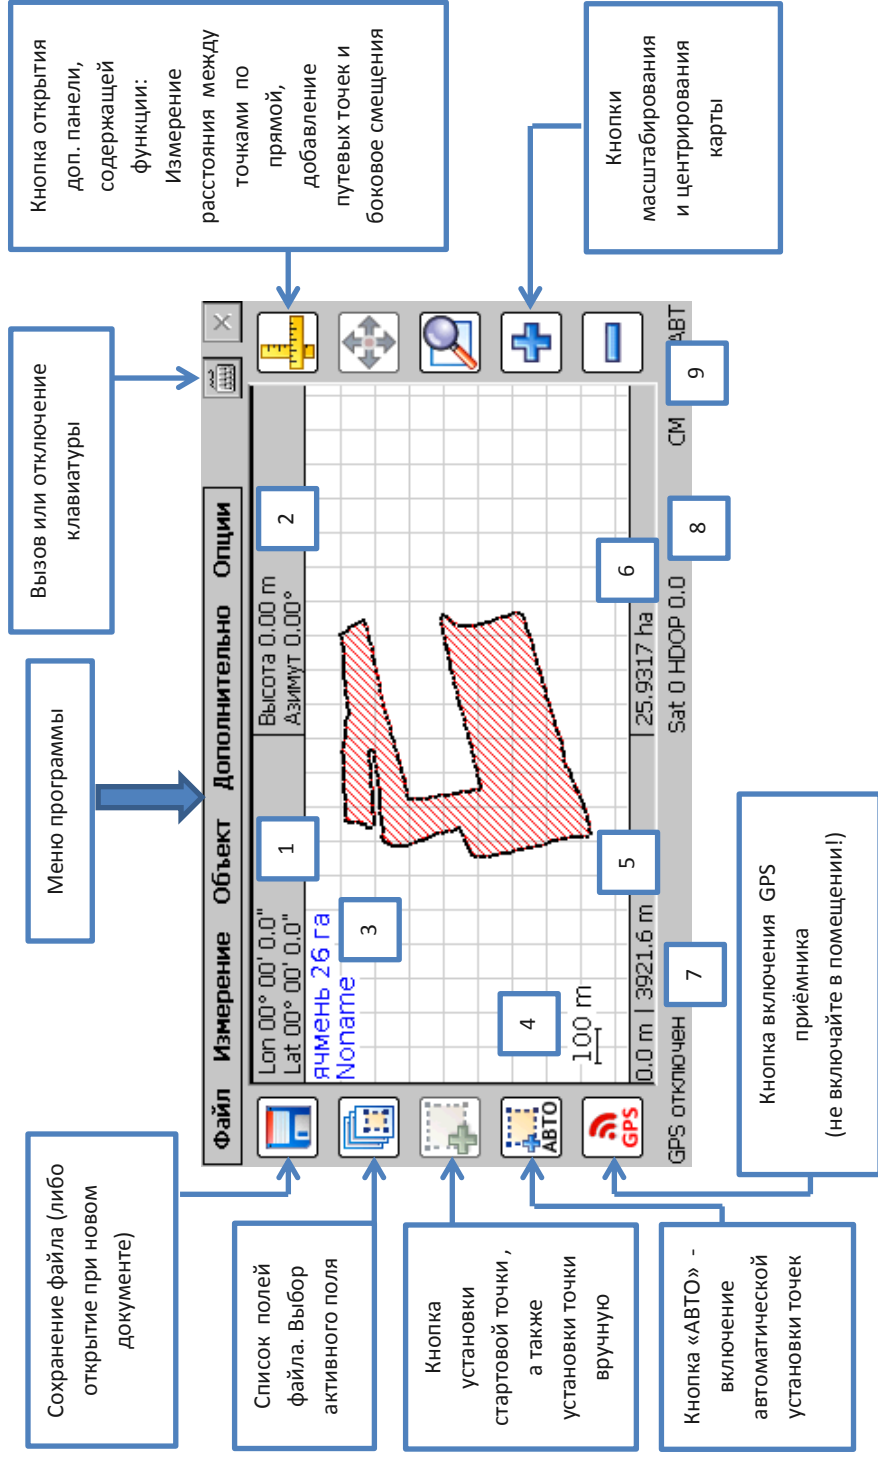 Сохранение файла (либо
открытие при новом
документе)
Меню программы
Вызов или отключение
клавиатуры
Кнопка открытия
доп. панели,
содержащей
функции:
Измерение
расстояния между
точками по
прямой,
добавление
путевых точек и
боковое смещения
Список полей
файла. Выбор
активного поля
Кнопка
установки
стартовой точки ,
а также
установки точки
вручную
Кнопка «АВТО» -
включение
автоматической
установки точек
Файл Измерение Объект Дополнительно Опции
Lon 00° 00' 0.0"
Lat 00° 00' 0.0"
1
Высота 0.00 m
Азимут 0.00°
2
ячмень 26 га
Noname
3
4
100 m
АВТО
GPS
0.0 m | 3921.6 m
5
25.9317 ha
6
GPS отключен
7
Sat 0 HDOP 0.0
8
СМ
9
АВТ
Кнопка включения GPS
приёмника
(не включайте в помещении!)
Кнопки
масштабирования
и центрирования
карты